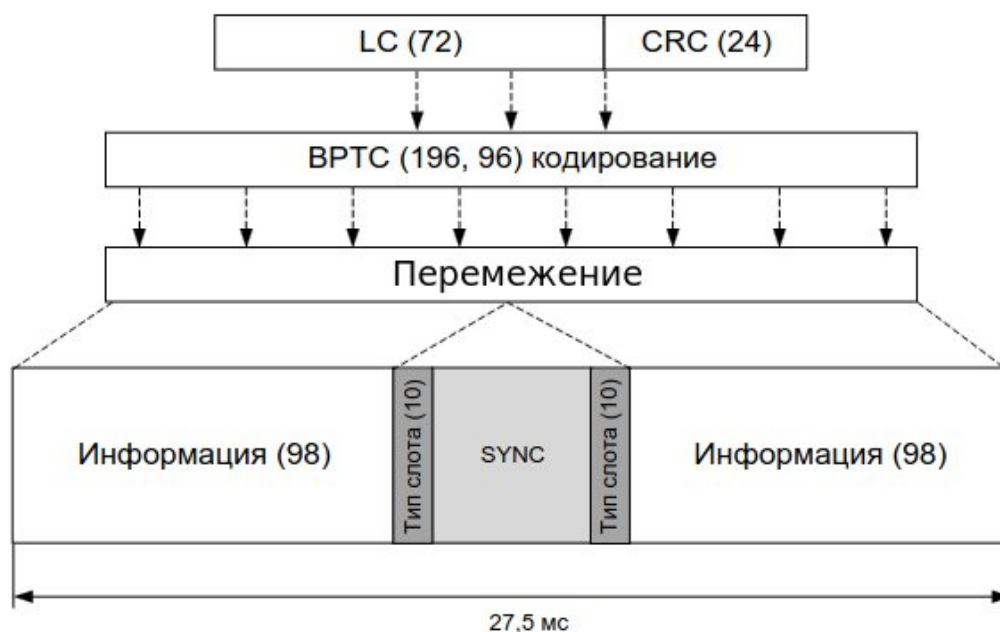 LC (72)
CRC (24)
BPTC (196, 96) кодирование
Перемежение
Информация (98)
Тип слота (10)
SYNC
Тип слота (10)
Информация (98)
27,5 мс